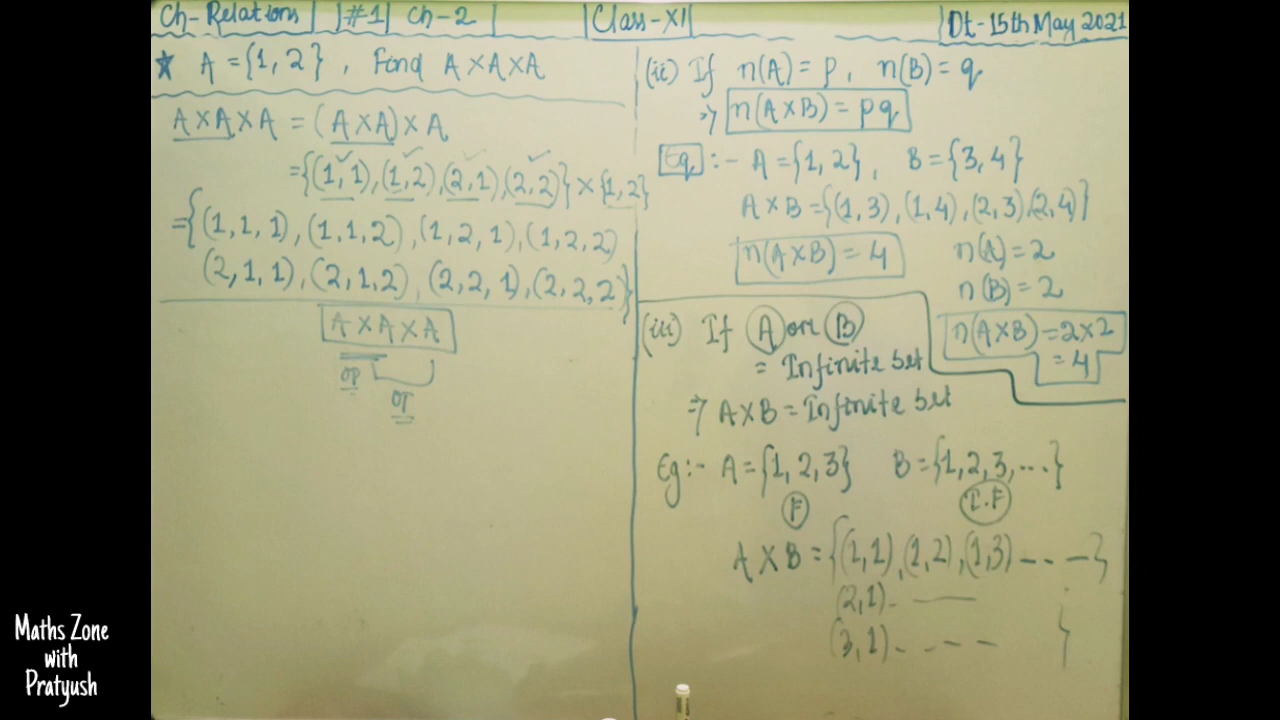 Ch- Relations | #1 | Ch-2 | Class-XI | Dt-15th May 2021
★ A = {1, 2}, Find A×A×A
A×A×A = (A×A)×A
= {(1,1), (1,2), (2,1), (2,2)} × {1,2}
= {(1,1,1), (1,1,2), (1,2,1), (1,2,2)
(2,1,1), (2,1,2), (2,2,1), (2,2,2)}
A×A×A
OP
OT
(ii) If n(A) = p, n(B) = q
⇒ n(A×B) = pq
Eg :- A = {1, 2}, B = {3, 4}
A×B = {(1,3), (1,4), (2,3), (2,4)}
n(A×B) = 4
n(A) = 2
n(B) = 2
n(A×B) = 2×2
= 4
(iii) If A or B
= Infinite set
⇒ A×B = Infinite set
Eg :- A = {1, 2, 3} B = {1, 2, 3, ....}
F I.F
A×B = {(1,1), (1,2), (1,3) - - . —}
(2,1) - ——
(3,1) - - - - }
Maths Zone
with
Pratyush